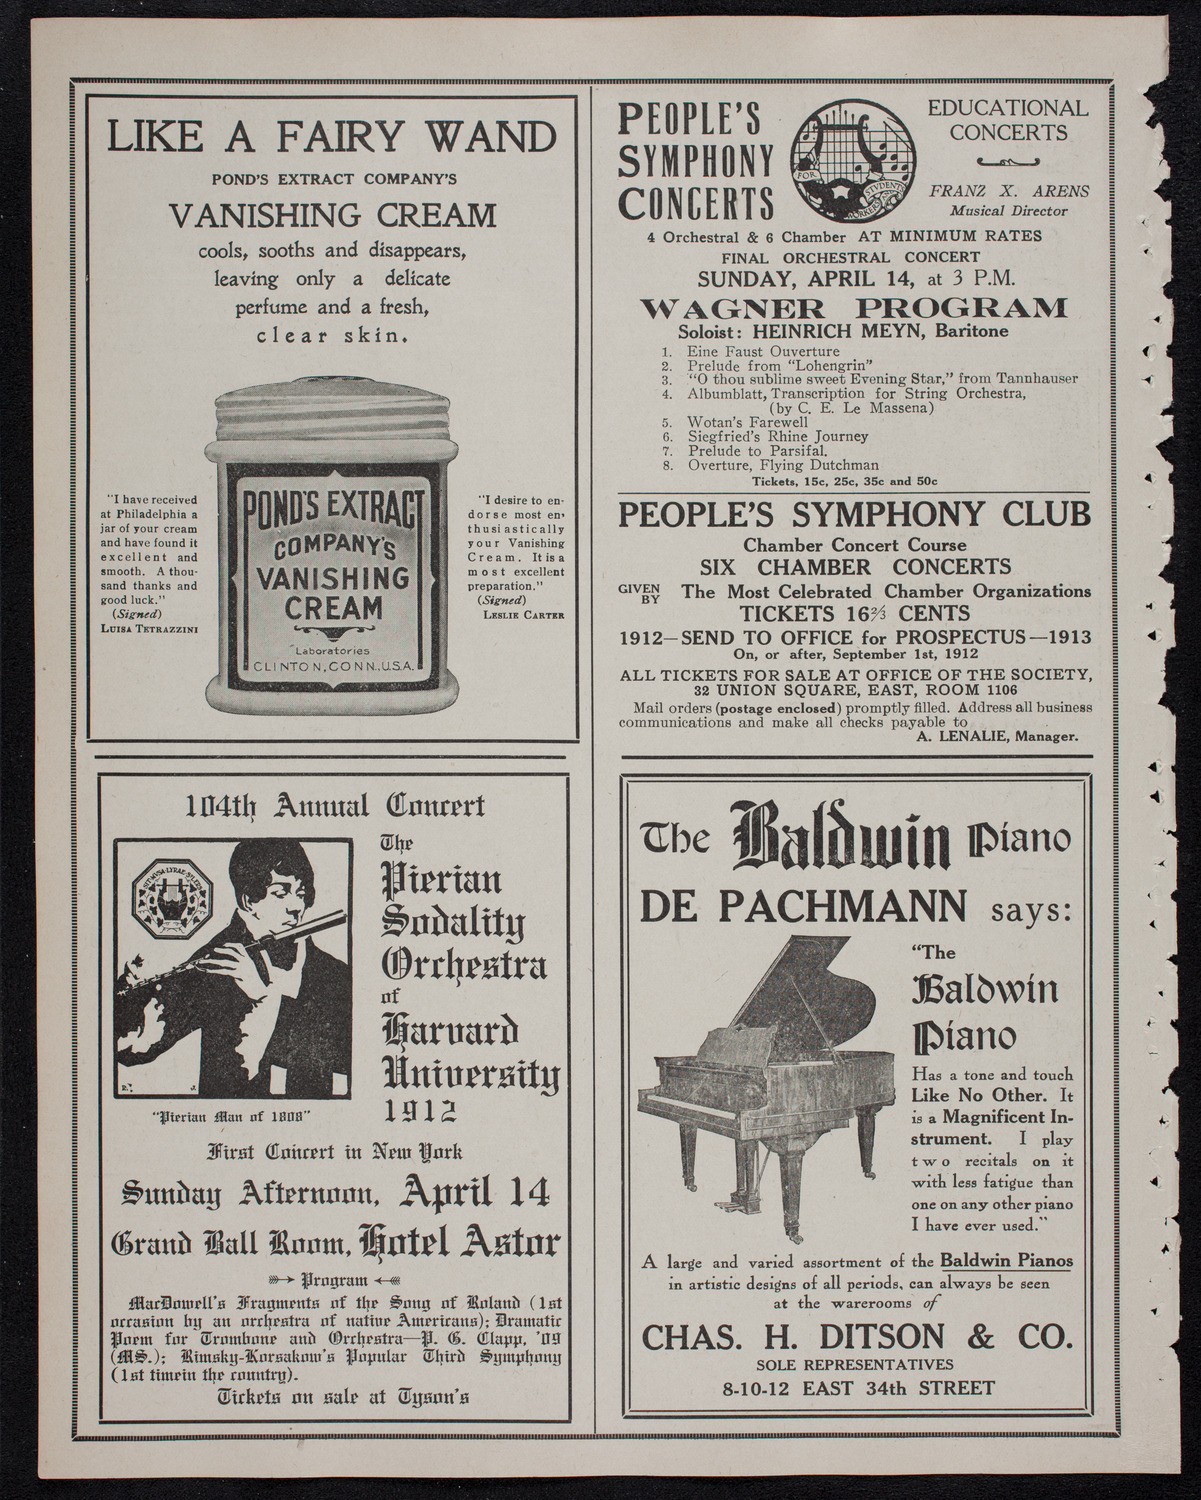 LIKE A FAIRY WAND
POND'S EXTRACT COMPANY'S
VANISHING CREAM
cools, sooths and disappears,
leaving only a delicate
perfume and a fresh,
clear skin.
"I have received
at Philadelphia a
jar of your cream
and have found it
excellent and
smooth. A thou-
sand thanks and
good luck."
(Signed)
LUISA TETRAZZINI
POND'S EXTRACT
COMPANY'S
VANISHING
CREAM
Laboratories
CLINTON, CONN., U.S.A.
"I desire to en-
dorse most en-
thusiastically
your Vanishing
Cream. It is a
most excellent
preparation."
(Signed)
LESLIE CARTER
PEOPLE'S
SYMPHONY
CONCERTS
FOR
STUDENTS
WORKERS
EDUCATIONAL
CONCERTS
FRANZ X. ARENS
Musical Director
4 Orchestral & 6 Chamber AT MINIMUM RATES
FINAL ORCHESTRAL CONCERT
SUNDAY, APRIL 14, at 3 P.M.
WAGNER PROGRAM
Soloist: HEINRICH MEYN, Baritone
1. Eine Faust Ouverture
2. Prelude from "Lohengrin"
3. "O thou sublime sweet Evening Star," from Tannhauser
4. Albumblatt, Transcription for String Orchestra,
(by C. E. Le Massena)
5. Wotan's Farewell
6. Siegfried's Rhine Journey
7. Prelude to Parsifal.
8. Overture, Flying Dutchman
Tickets, 15c, 25c, 35c and 50c
PEOPLE'S SYMPHONY CLUB
Chamber Concert Course
SIX CHAMBER CONCERTS
GIVEN BY The Most Celebrated Chamber Organizations
TICKETS 16⅔ CENTS
1912—SEND TO OFFICE for PROSPECTUS—1913
On, or after, September 1st, 1912
ALL TICKETS FOR SALE AT OFFICE OF THE SOCIETY,
32 UNION SQUARE, EAST, ROOM 1106
Mail orders (postage enclosed) promptly filled. Address all business
communications and make all checks payable to
A. LENALIE, Manager.
104th Annual Concert
The
Pierian
Sodality
Orchestra
of
Harvard
University
1912
"Pierian Man of 1808"
First Concert in New York
Sunday Afternoon, April 14
Grand Ball Room, Hotel Astor
Program
MacDowell's Fragments of the Song of Roland (1st
occasion by an orchestra of native Americans); Dramatic
Poem for Trombone and Orchestra—P. G. Clapp, '09
(MS.); Rimsky-Korsakow's Popular Third Symphony
(1st timein the country).
Tickets on sale at Tyson's
The Baldwin Piano
DE PACHMANN says:
"The
Baldwin
Piano
Has a tone and touch
Like No Other. It
is a Magnificent In-
strument. I play
two recitals on it
with less fatigue than
one on any other piano
I have ever used."
A large and varied assortment of the Baldwin Pianos
in artistic designs of all periods, can always be seen
at the warerooms of
CHAS. H. DITSON & CO.
SOLE REPRESENTATIVES
8-10-12 EAST 34th STREET